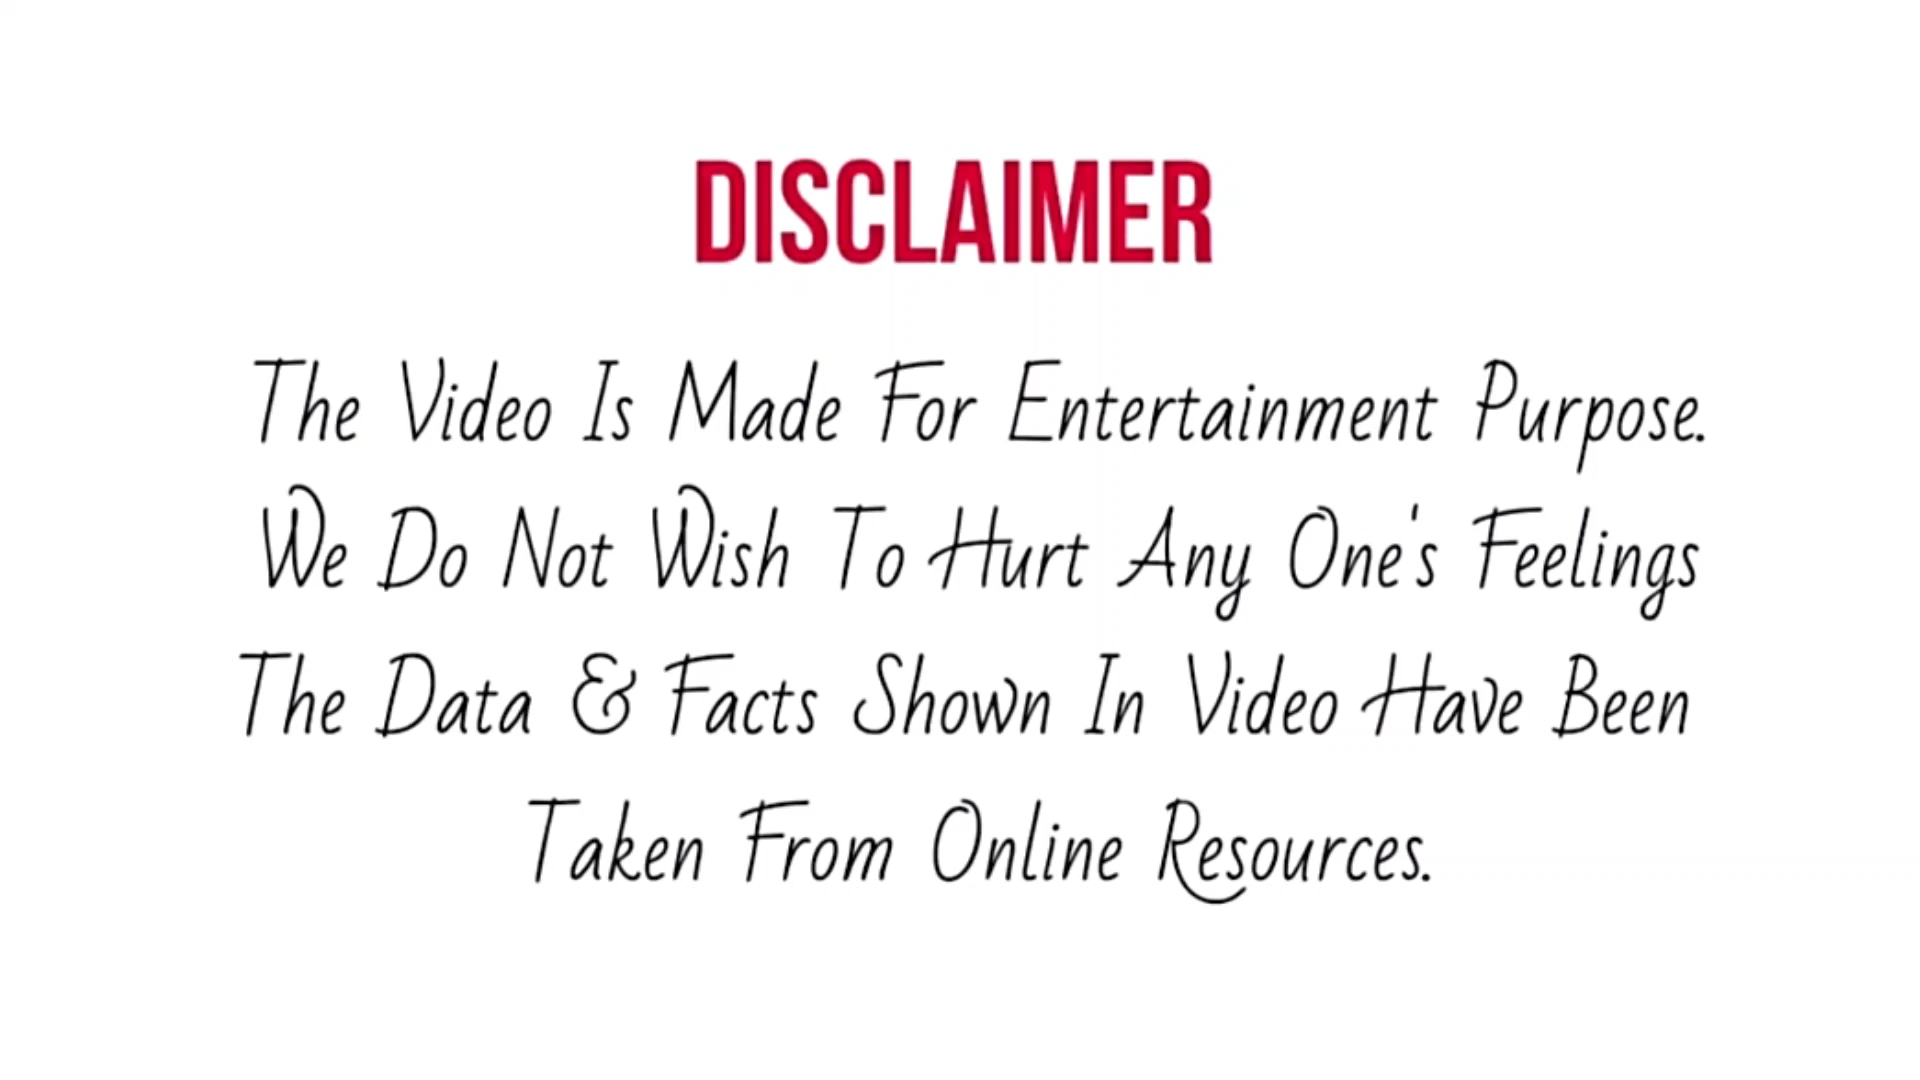 DISCLAIMER
The Video Is Made For Entertainment Purpose.
We Do Not Wish To Hurt Any One's Feelings
The Data & Facts Shown In Video Have Been
Taken From Online Resources.